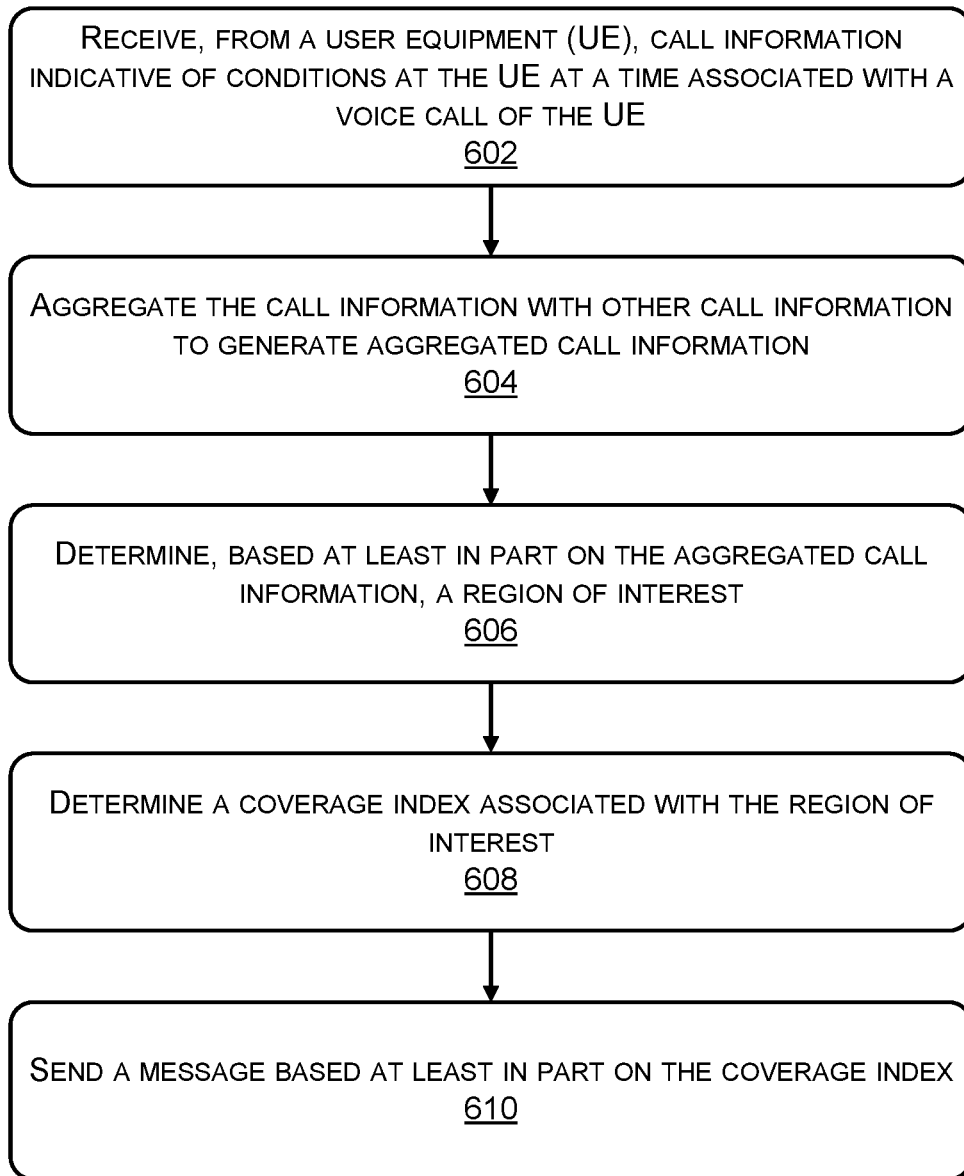 RECEIVE, FROM A USER EQUIPMENT (UE), CALL INFORMATION
INDICATIVE OF CONDITIONS AT THE UE AT A TIME ASSOCIATED WITH A
VOICE CALL OF THE UE
602
AGGREGATE THE CALL INFORMATION WITH OTHER CALL INFORMATION
TO GENERATE AGGREGATED CALL INFORMATION
604
DETERMINE, BASED AT LEAST IN PART ON THE AGGREGATED CALL
INFORMATION, A REGION OF INTEREST
606
DETERMINE A COVERAGE INDEX ASSOCIATED WITH THE REGION OF
INTEREST
608
SEND A MESSAGE BASED AT LEAST IN PART ON THE COVERAGE INDEX
610